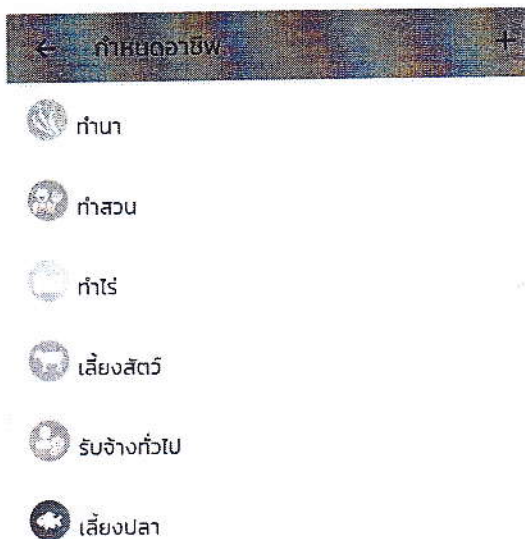 ← กำหนดอาชีพ +
ทำนา
ทำสวน
ทำไร่
เลี้ยงสัตว์
รับจ้างทั่วไป
เลี้ยงปลา